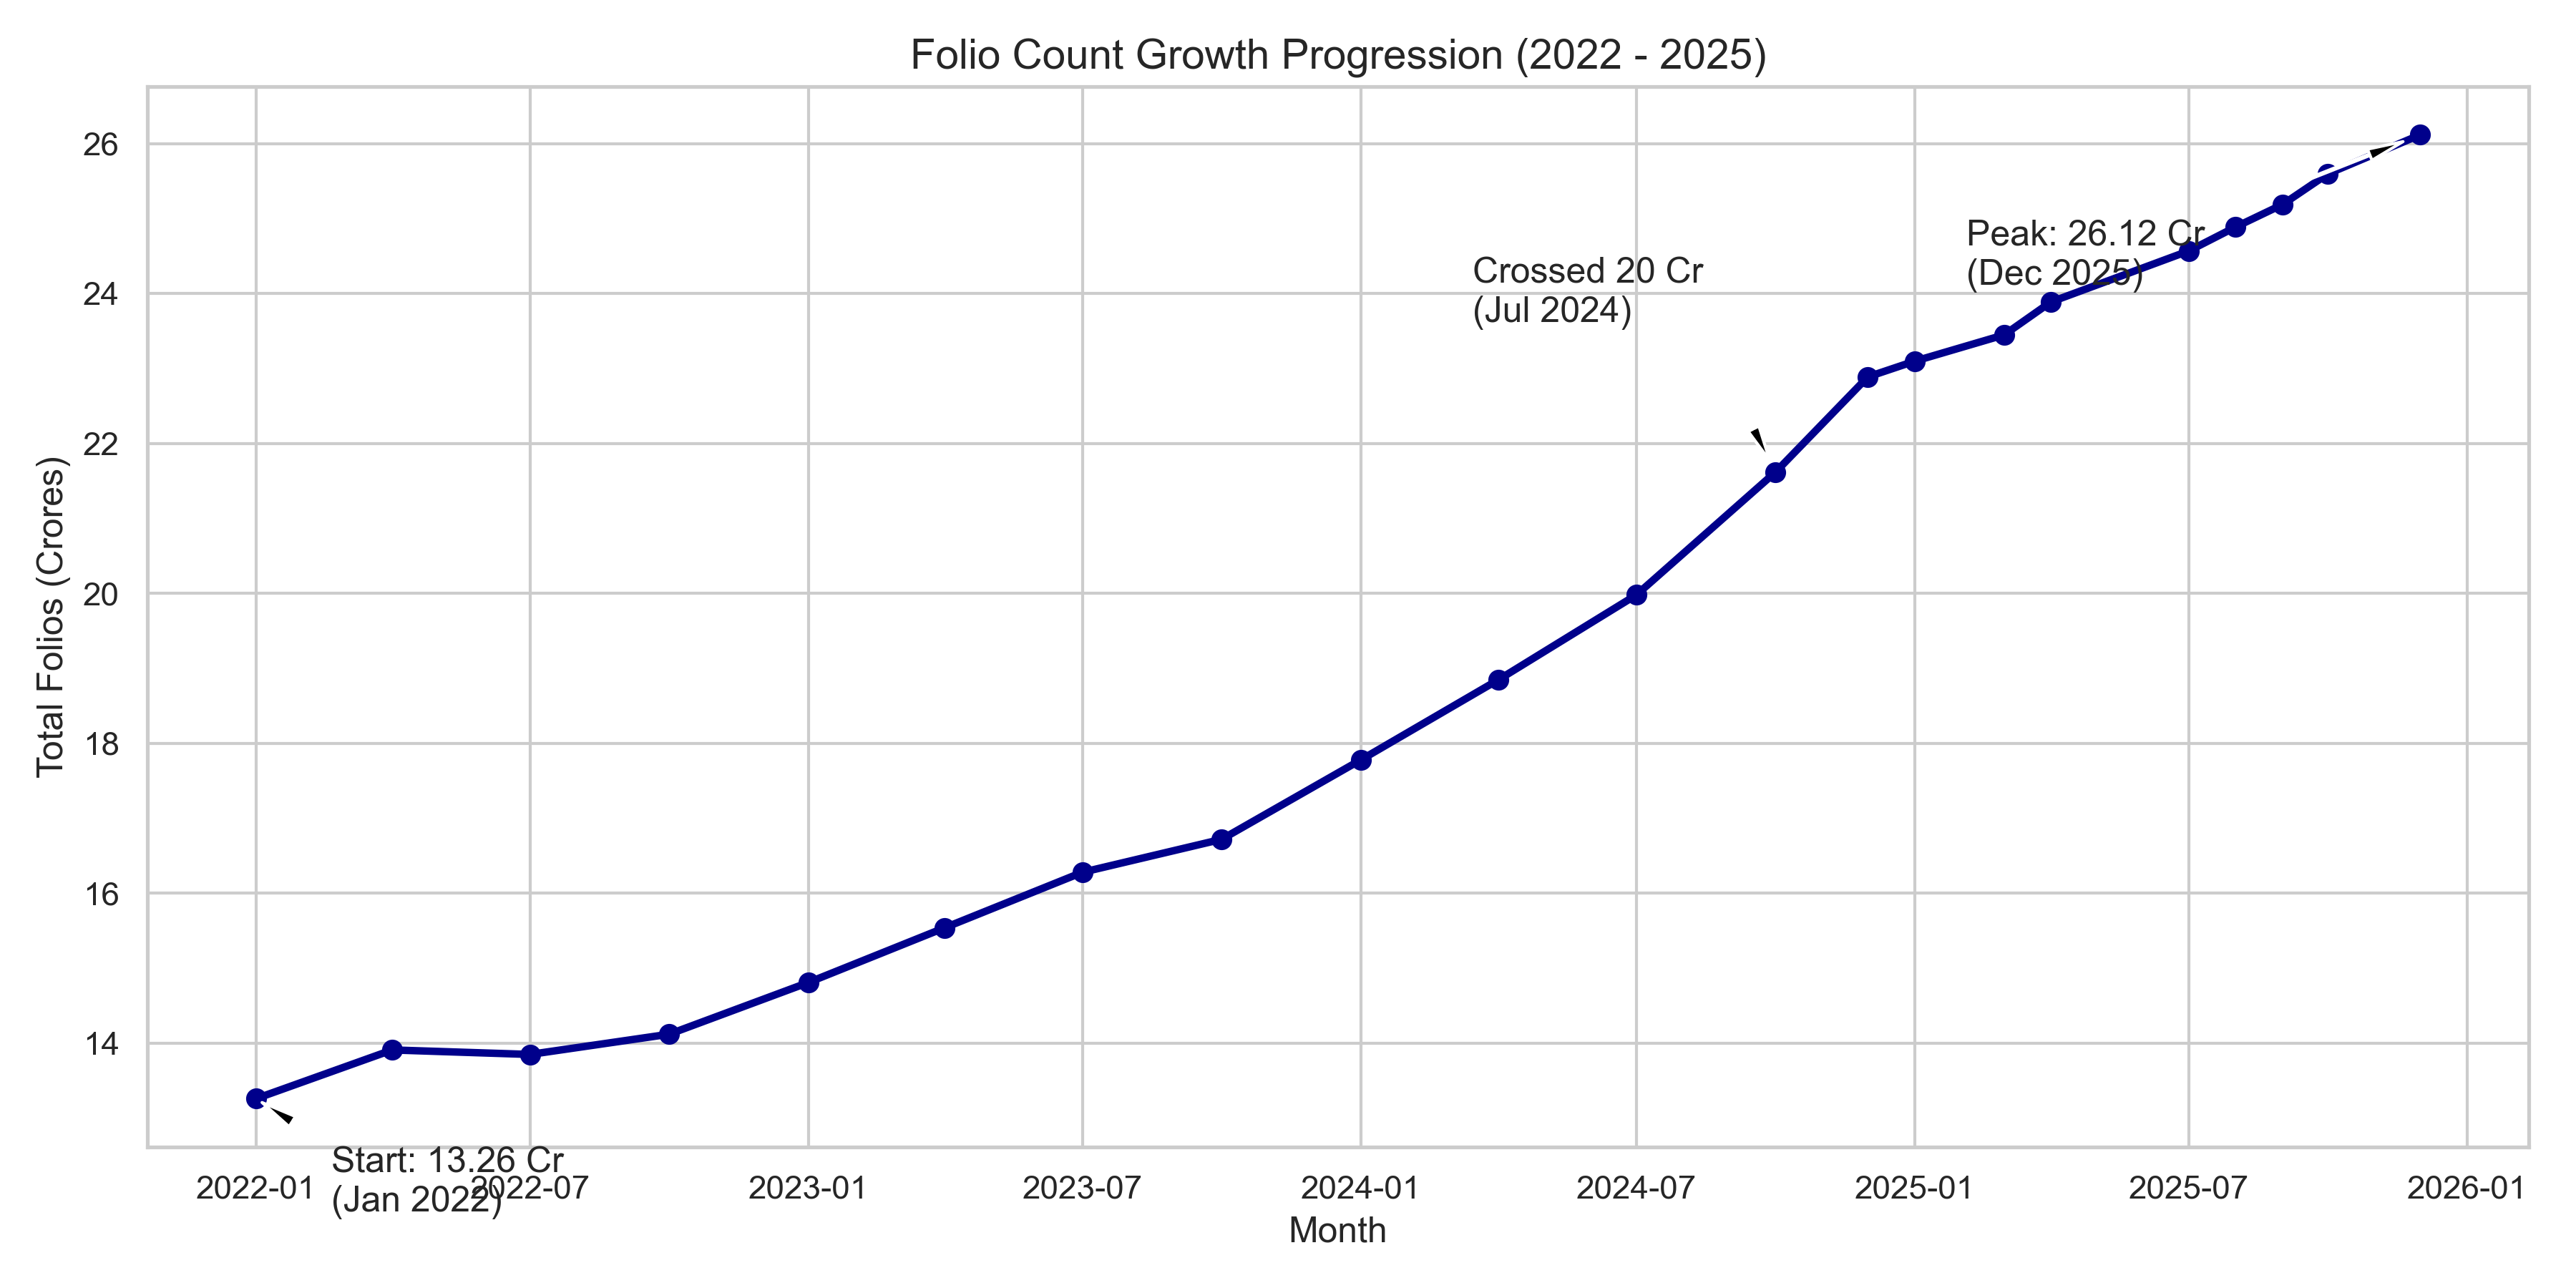 Folio Count Growth Progression (2022 - 2025)
Total Folios (Crores)
26
24
22
20
18
16
14
Peak: 26.12 Cr
(Dec 2025)
Crossed 20 Cr
(Jul 2024)
Start: 13.26 Cr
(Jan 2022)
2022-01 2022-07 2023-01 2023-07 2024-01 2024-07 2025-01 2025-07 2026-01
Month